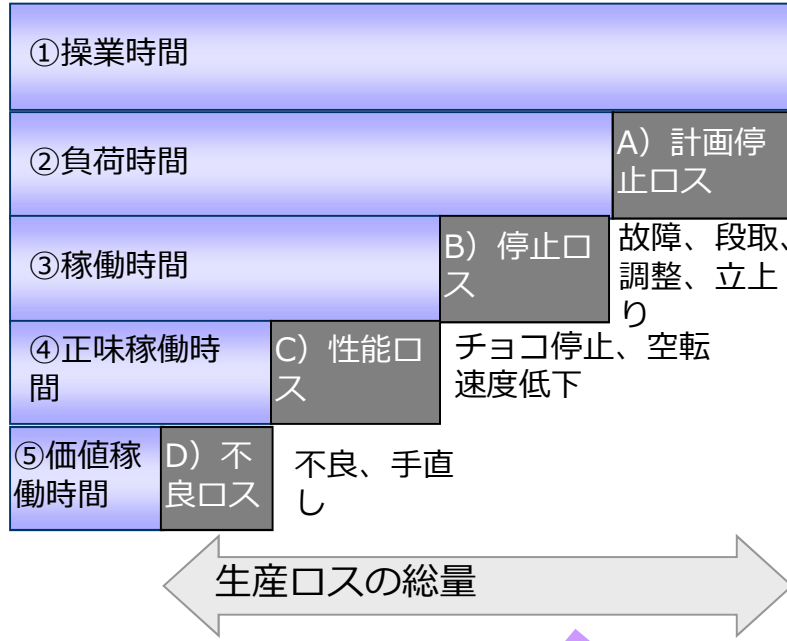 ①操業時間
②負荷時間
A）計画停
止ロス
③稼働時間
B）停止ロ
ス
故障、段取、
調整、立上
り
④正味稼働時
間
C）性能ロ
ス
チョコ停止、空転
速度低下
⑤価値稼
働時間
D）不
良ロス
不良、手直
し
生産ロスの総量